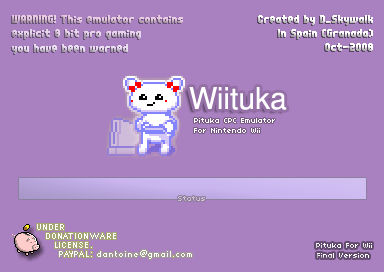 WARNING! This emulator contains
explicit 8 bit pro gaming
you have been warned
Created by D_Skywalk
In Spain (Granada)
Oct-2008
Wiituka
Pituka CPC Emulator
For Nintendo Wii
Status
UNDER
DONATIONWARE
LICENSE.
PAYPAL: dantoine@gmail.com
Pituka For Wii
Final Version